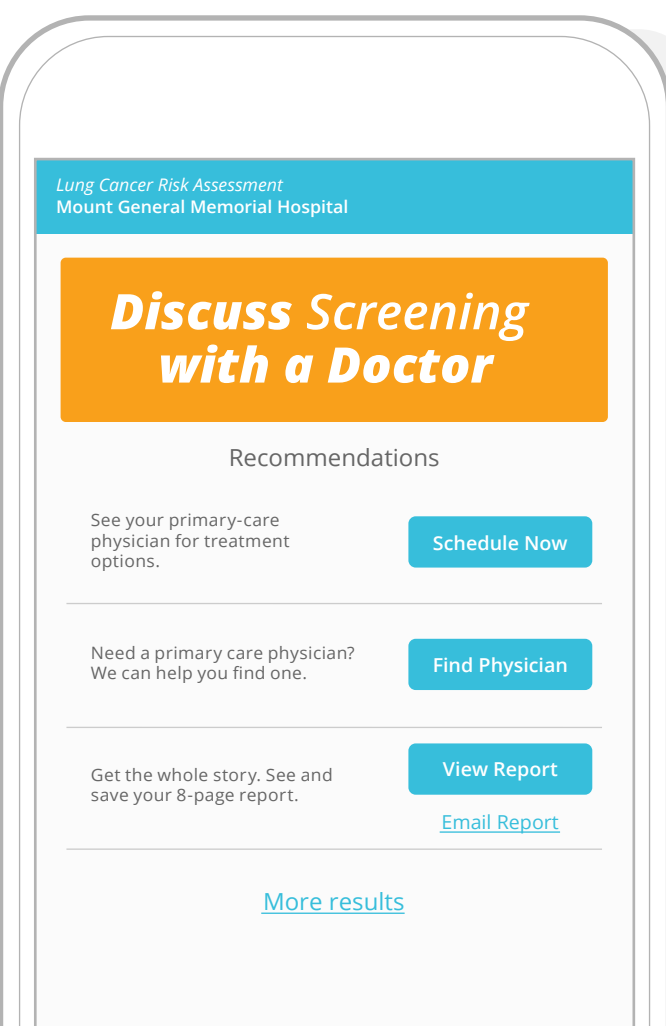 Lung Cancer Risk Assessment
Mount General Memorial Hospital
Discuss Screening
with a Doctor
Recommendations
See your primary-care
physician for treatment
options.
Schedule Now
Need a primary care physician?
We can help you find one.
Find Physician
Get the whole story. See and
save your 8-page report.
View Report
Email Report
More results